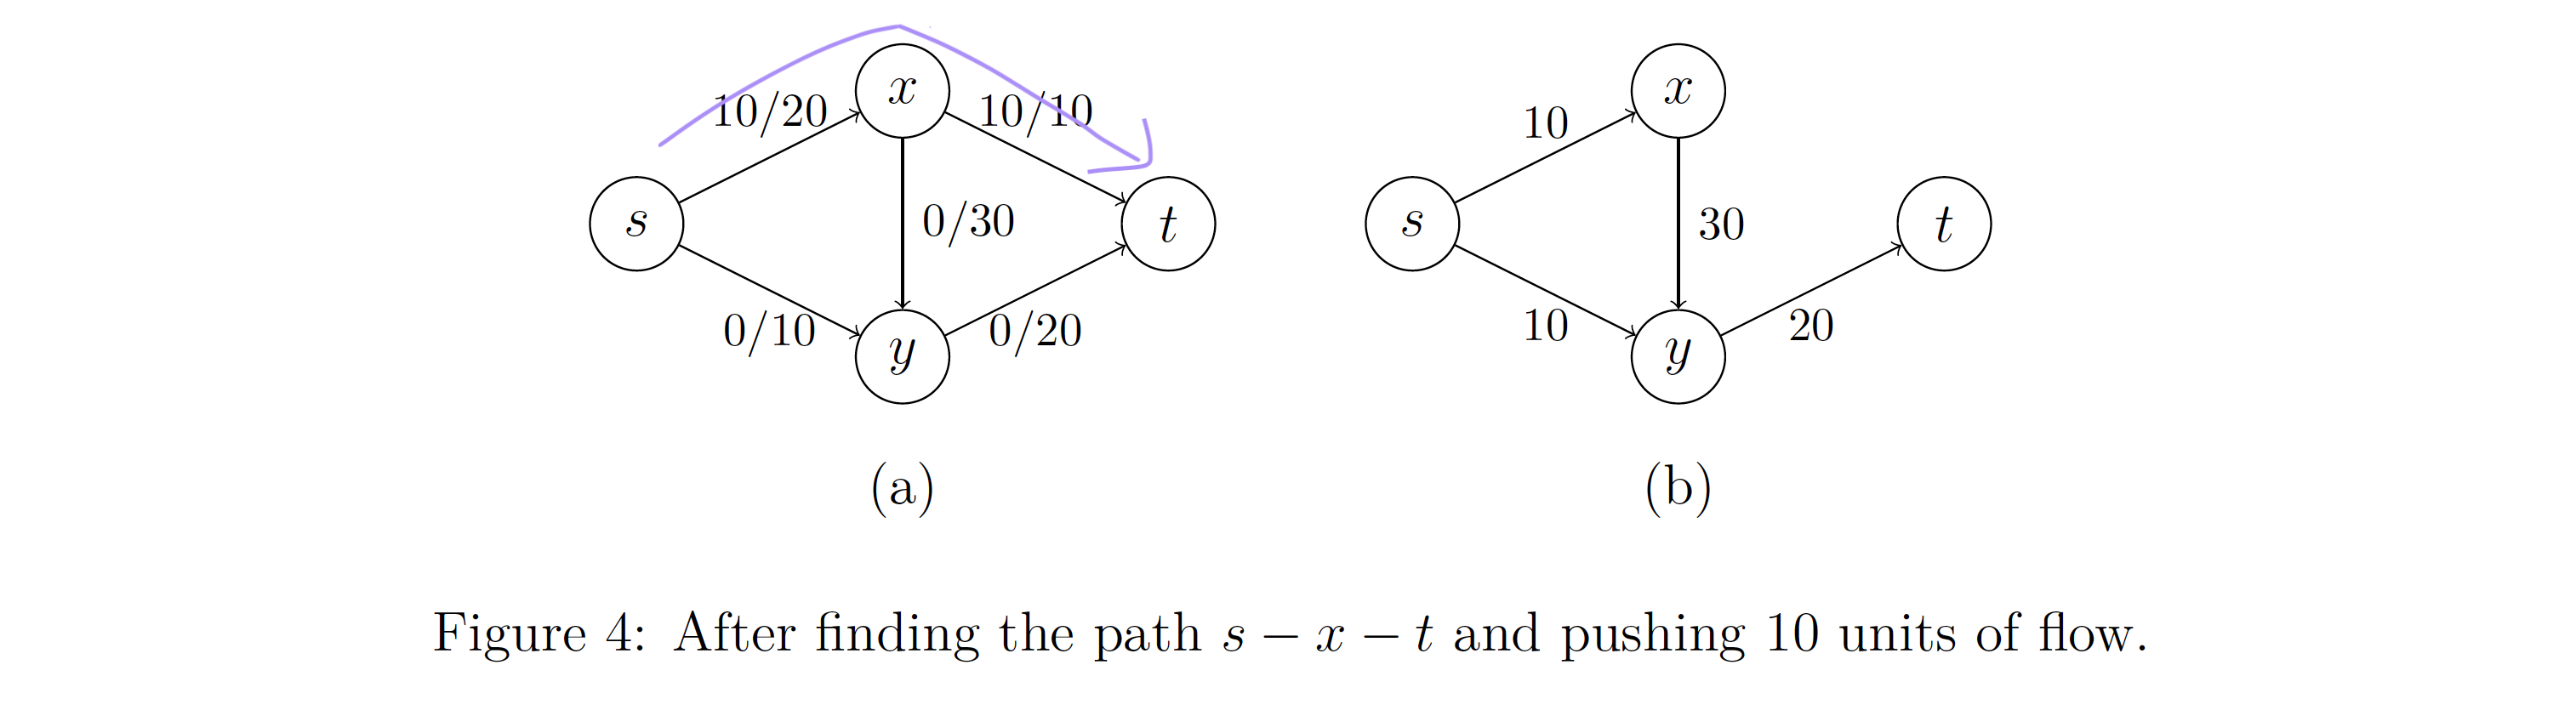 x
10/20
10/10
s
0/30
t
0/10
0/20
y
(a)
x
10
s
30
t
10
20
y
(b)
Figure 4: After finding the path s − x − t and pushing 10 units of flow.